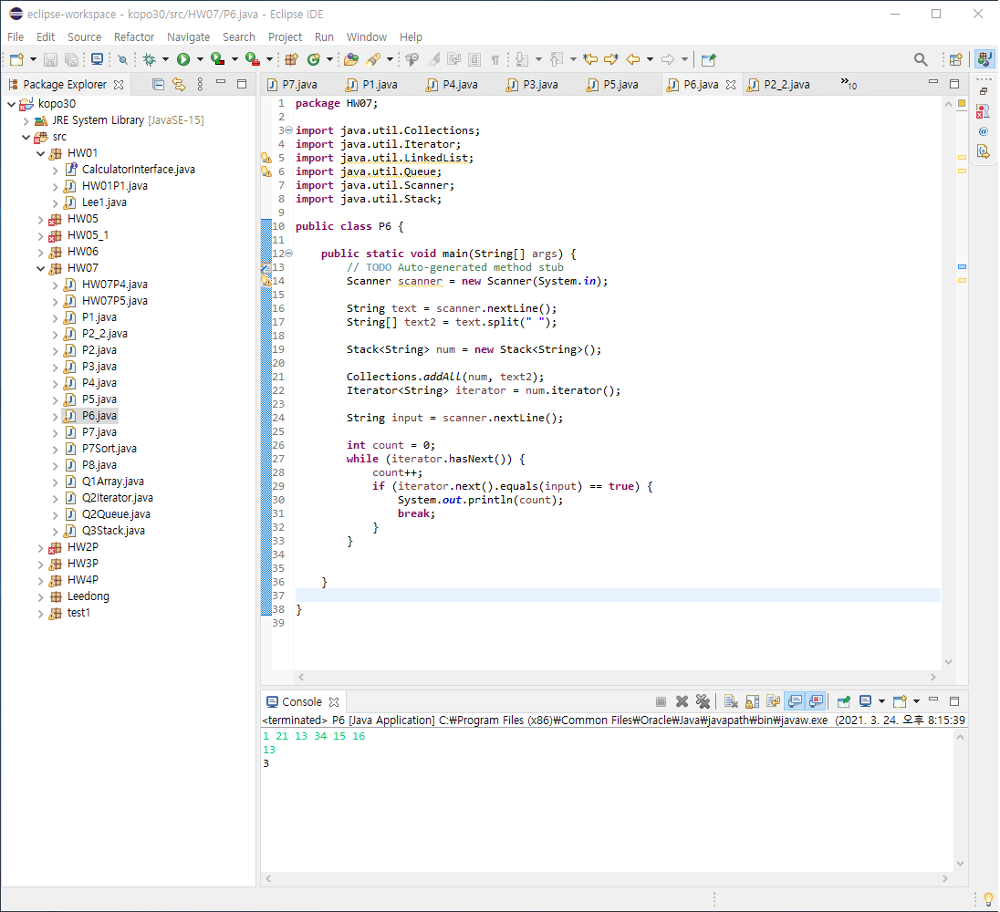 eclipse-workspace - kopo30/src/HW07/P6.java - Eclipse IDE
File Edit Source Refactor Navigate Search Project Run Window Help
Package Explorer
kopo30
JRE System Library [JavaSE-15]
src
HW01
CalculatorInterface.java
HW01P1.java
Lee1.java
HW05
HW05_1
HW06
HW07
HW07P4.java
HW07P5.java
P1.java
P2_2.java
P2.java
P3.java
P4.java
P5.java
P6.java
P7.java
P7Sort.java
P8.java
Q1Array.java
Q2Iterator.java
Q2Queue.java
Q3Stack.java
HW2P
HW3P
HW4P
Leedong
test1
P7.java P1.java P4.java P3.java P5.java P6.java P2_2.java »10
1 package HW07;
2
3 import java.util.Collections;
4 import java.util.Iterator;
5 import java.util.LinkedList;
6 import java.util.Queue;
7 import java.util.Scanner;
8 import java.util.Stack;
9
10 public class P6 {
11
12 public static void main(String[] args) {
13 // TODO Auto-generated method stub
14 Scanner scanner = new Scanner(System.in);
15
16 String text = scanner.nextLine();
17 String[] text2 = text.split(" ");
18
19 Stack<String> num = new Stack<String>();
20
21 Collections.addAll(num, text2);
22 Iterator<String> iterator = num.iterator();
23
24 String input = scanner.nextLine();
25
26 int count = 0;
27 while (iterator.hasNext()) {
28 count++;
29 if (iterator.next().equals(input) == true) {
30 System.out.println(count);
31 break;
32 }
33 }
34
35
36 }
37
38 }
39
Console
<terminated> P6 [Java Application] C:₩Program Files (x86)₩Common Files₩Oracle₩Java₩javapath₩bin₩javaw.exe (2021. 3. 24. 오후 8:15:39
1 21 13 34 15 16
13
3